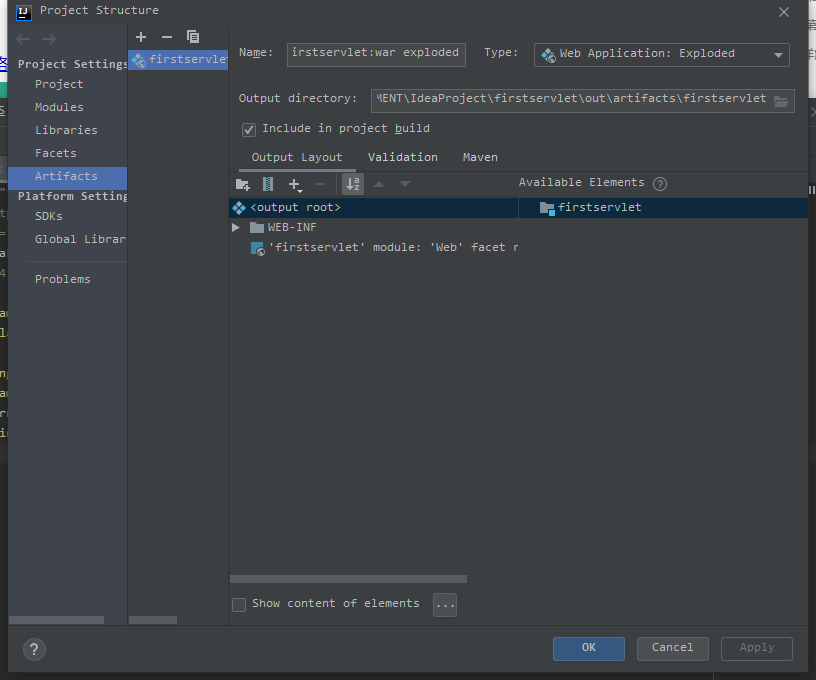 Project Structure
Project Settings
Project
Modules
Libraries
Facets
Artifacts
Platform Setting
SDKs
Global Librar
Problems
firstservlet
Name: irstservlet:war exploded Type: Web Application: Exploded
Output directory: MENT\IdeaProject\firstservlet\out\artifacts\firstservlet
Include in project build
Output Layout Validation Maven
Available Elements ?
<output root> firstservlet
WEB-INF
'firstservlet' module: 'Web' facet r
Show content of elements ...
? OK Cancel Apply